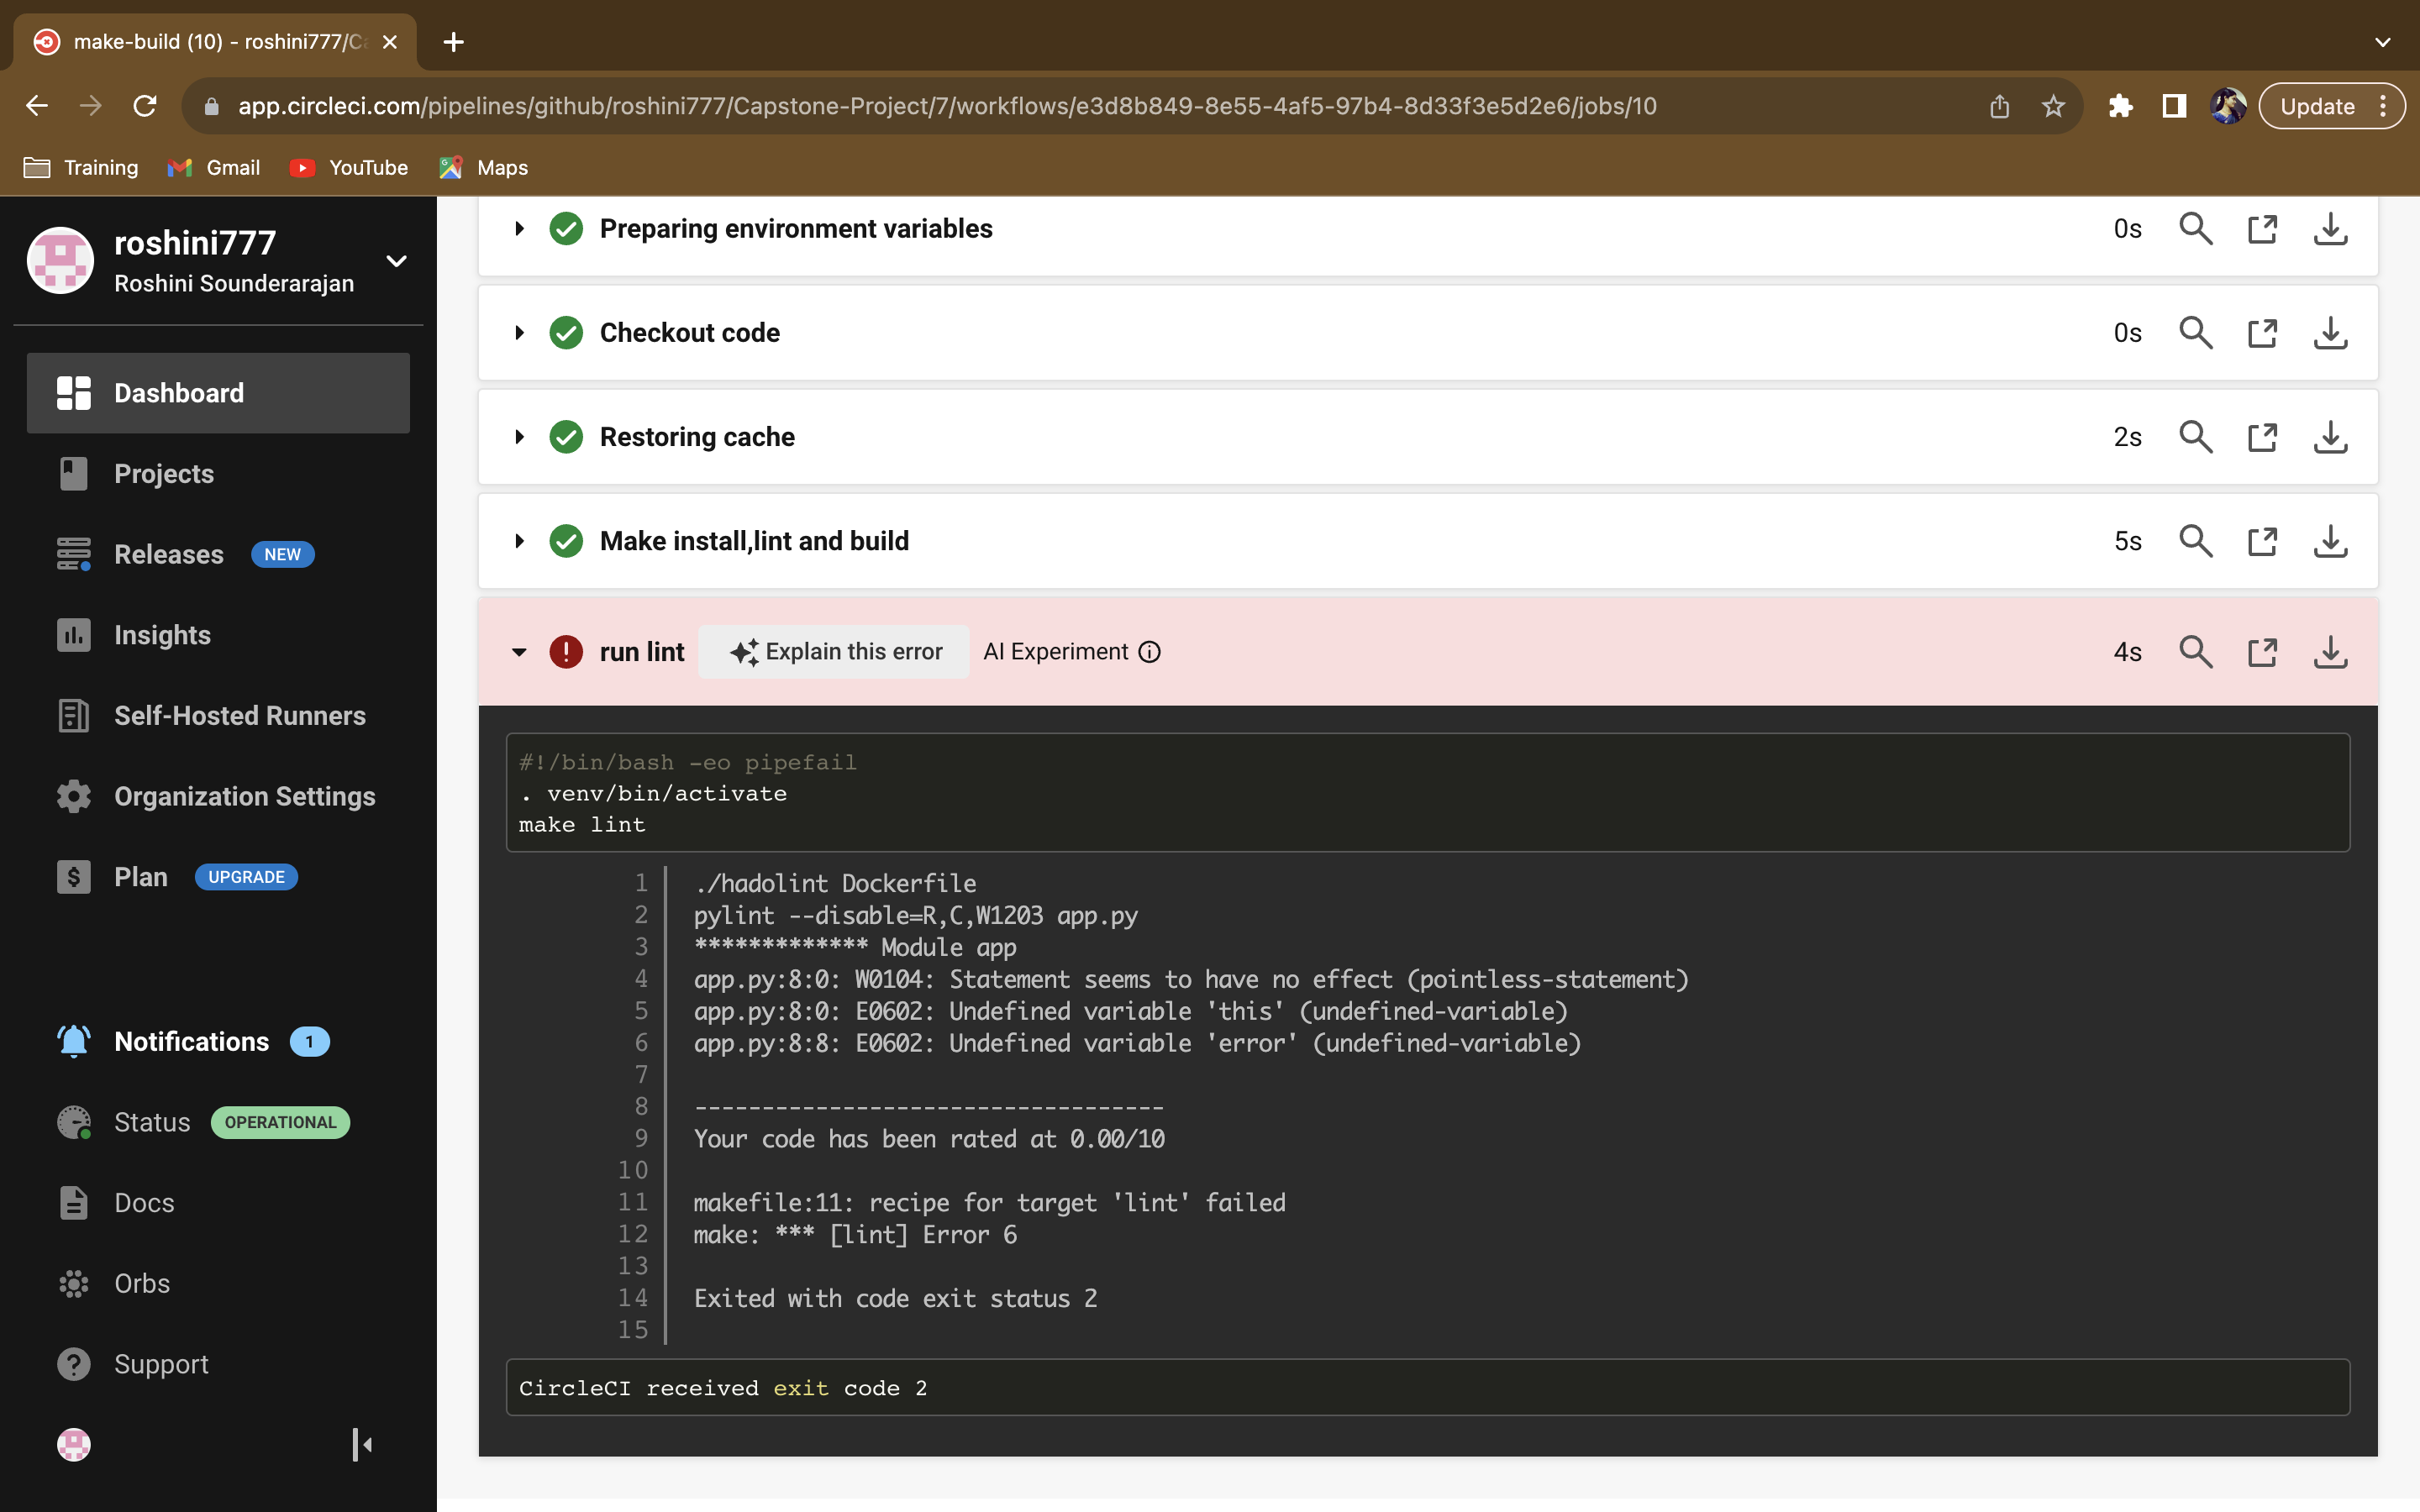 make-build (10) - roshini777/Ca
app.circleci.com/pipelines/github/roshini777/Capstone-Project/7/workflows/e3d8b849-8e55-4af5-97b4-8d33f3e5d2e6/jobs/10
Update
Training
Gmail
YouTube
Maps
roshini777
Roshini Sounderarajan
Dashboard
Projects
Releases NEW
Insights
Self-Hosted Runners
Organization Settings
Plan UPGRADE
Notifications 1
Status OPERATIONAL
Docs
Orbs
Support
Preparing environment variables 0s
Checkout code 0s
Restoring cache 2s
Make install,lint and build 5s
run lint Explain this error AI Experiment 4s
#!/bin/bash -eo pipefail
. venv/bin/activate
make lint
1 ./hadolint Dockerfile
2 pylint --disable=R,C,W1203 app.py
3 ************* Module app
4 app.py:8:0: W0104: Statement seems to have no effect (pointless-statement)
5 app.py:8:0: E0602: Undefined variable 'this' (undefined-variable)
6 app.py:8:8: E0602: Undefined variable 'error' (undefined-variable)
7
8 -----------------------------------
9 Your code has been rated at 0.00/10
10
11 makefile:11: recipe for target 'lint' failed
12 make: *** [lint] Error 6
13
14 Exited with code exit status 2
15
CircleCI received exit code 2